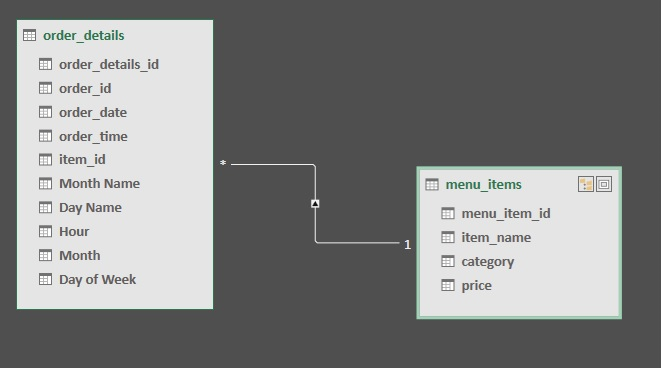 order_details
order_details_id
order_id
order_date
order_time
item_id
Month Name
Day Name
Hour
Month
Day of Week
*
1
menu_items
menu_item_id
item_name
category
price